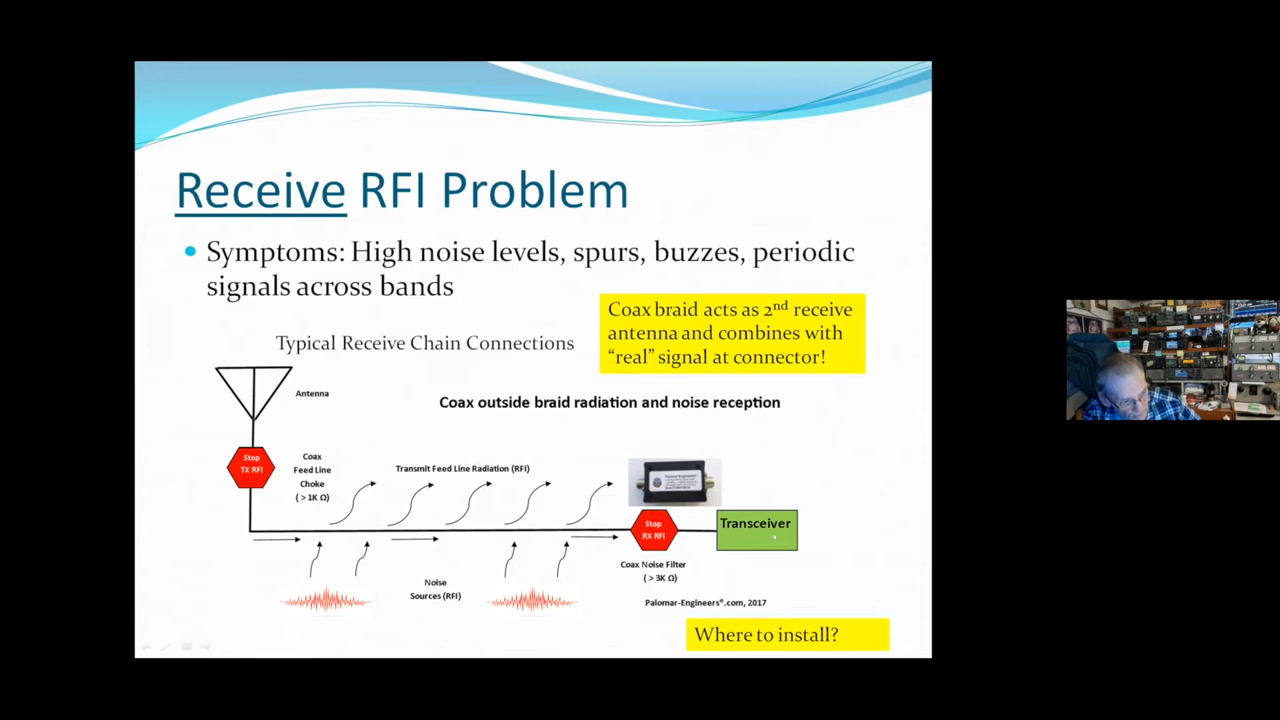 Receive RFI Problem
Symptoms: High noise levels, spurs, buzzes, periodic
signals across bands
Coax braid acts as 2nd receive
antenna and combines with
“real” signal at connector!
Typical Receive Chain Connections
Antenna
Coax outside braid radiation and noise reception
Stop
TX RFI
Coax
Feed Line
Choke
( > 1K Ω)
Transmit Feed Line Radiation (RFI)
Stop
RX RFI
Transceiver
Coax Noise Filter
( > 3K Ω)
Noise
Sources (RFI)
Palomar-Engineers®.com, 2017
Where to install?